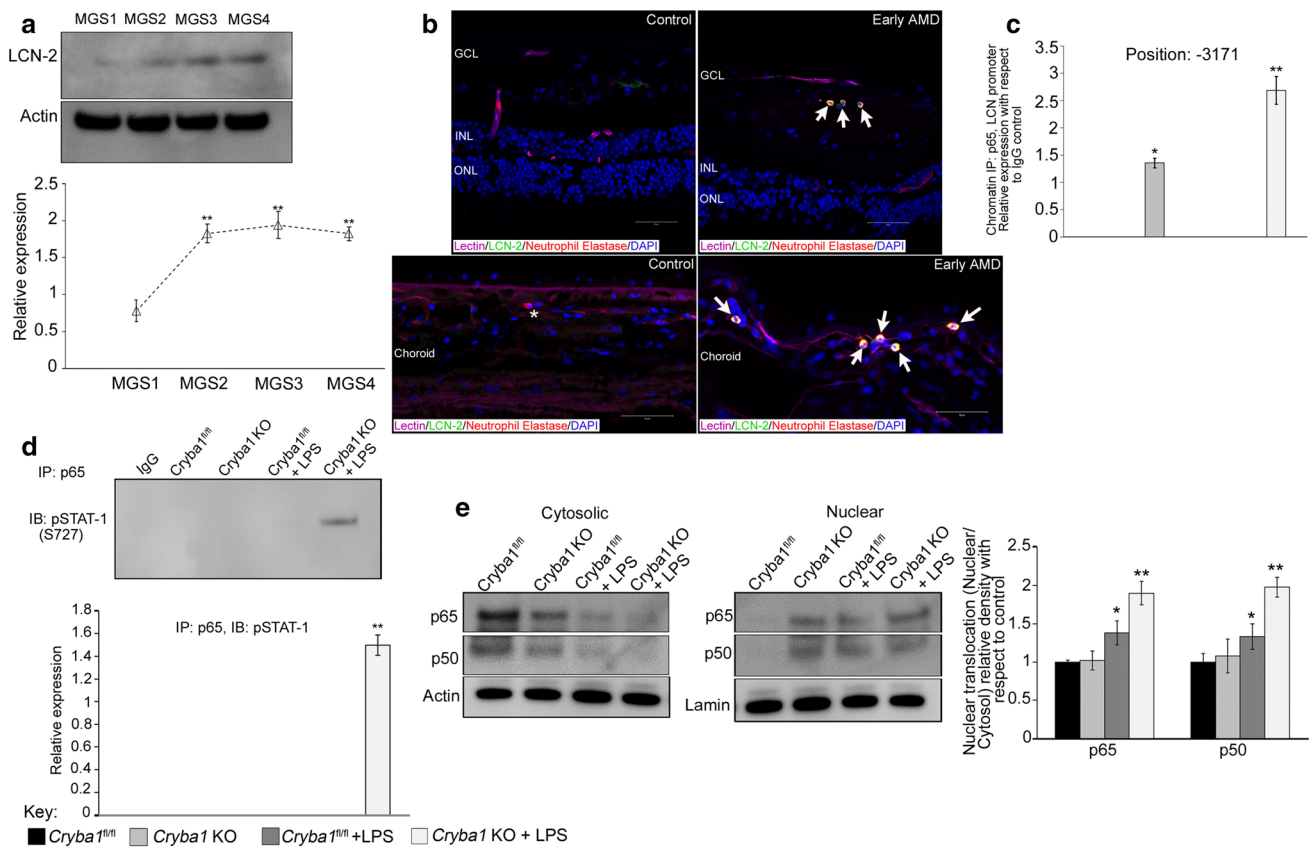 a
MGS1 MGS2 MGS3 MGS4
LCN-2
Actin
Relative expression
2.5
2
1.5
1
0.5
0
** ** **
MGS1 MGS2 MGS3 MGS4
b
Control
GCL
INL
ONL
Lectin/LCN-2/Neutrophil Elastase/DAPI
Early AMD
GCL
INL
ONL
Lectin/LCN-2/Neutrophil Elastase/DAPI
Control
*
Choroid
Lectin/LCN-2/Neutrophil Elastase/DAPI
Early AMD
Choroid
Lectin/LCN-2/Neutrophil Elastase/DAPI
c
Position: -3171
Chromatin IP: p65, LCN promoter
Relative expression with respect
to IgG control
3.5
3
2.5
2
1.5
1
0.5
0
* **
d
IP: p65
IgG
Cryba1fl/fl
Cryba1 KO
Cryba1fl/fl
+ LPS
Cryba1 KO
+ LPS
IB: pSTAT-1
(S727)
IP: p65, IB: pSTAT-1
Relative expression
1.8
1.6
1.4
1.2
1
0.8
0.6
0.4
0.2
0
**
e
Cytosolic
Cryba1fl/fl
Cryba1 KO
Cryba1fl/fl
+ LPS
Cryba1 KO
+ LPS
p65
p50
Actin
Nuclear
Cryba1fl/fl
Cryba1 KO
Cryba1fl/fl
+ LPS
Cryba1 KO
+ LPS
p65
p50
Lamin
Nuclear translocation (Nuclear/
Cytosol) relative density with
respect to control
2.5
2
1.5
1
0.5
0
* ** * **
p65 p50
Key:
Cryba1fl/fl Cryba1 KO Cryba1fl/fl +LPS Cryba1 KO + LPS